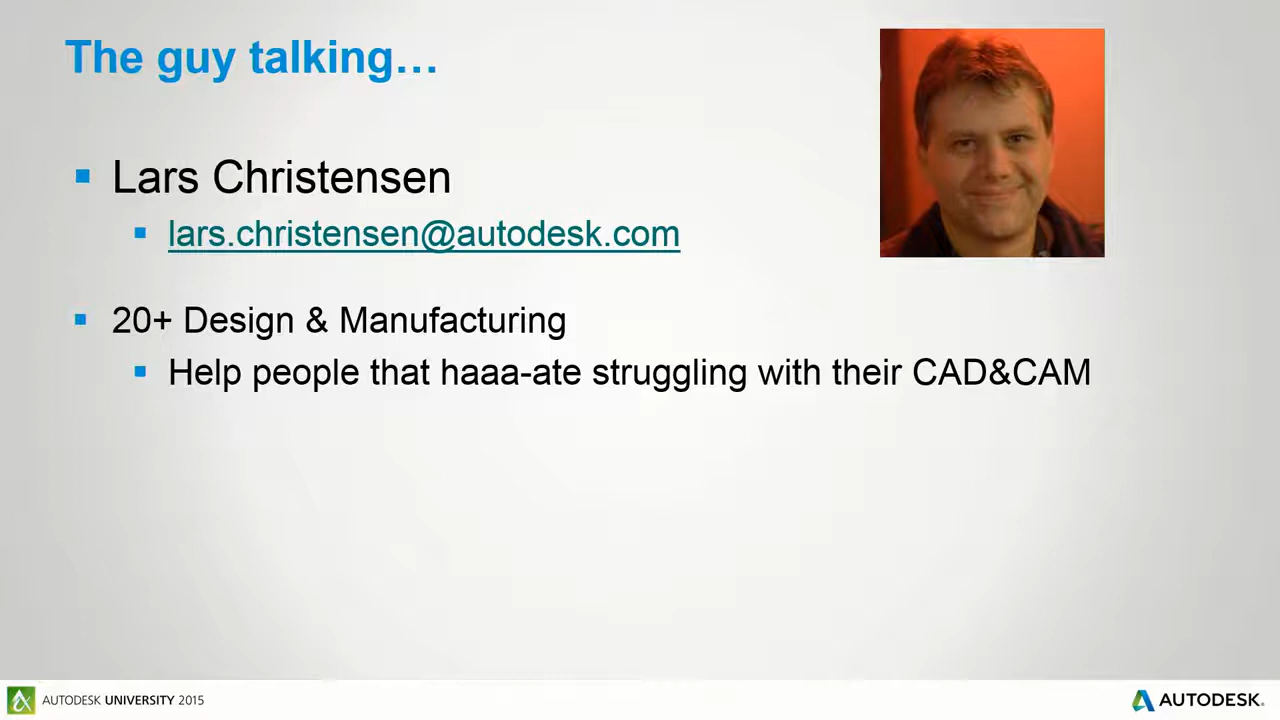 The guy talking…
Lars Christensen
lars.christensen@autodesk.com
20+ Design & Manufacturing
Help people that haaa-ate struggling with their CAD&CAM
AUTODESK UNIVERSITY 2015
AUTODESK.